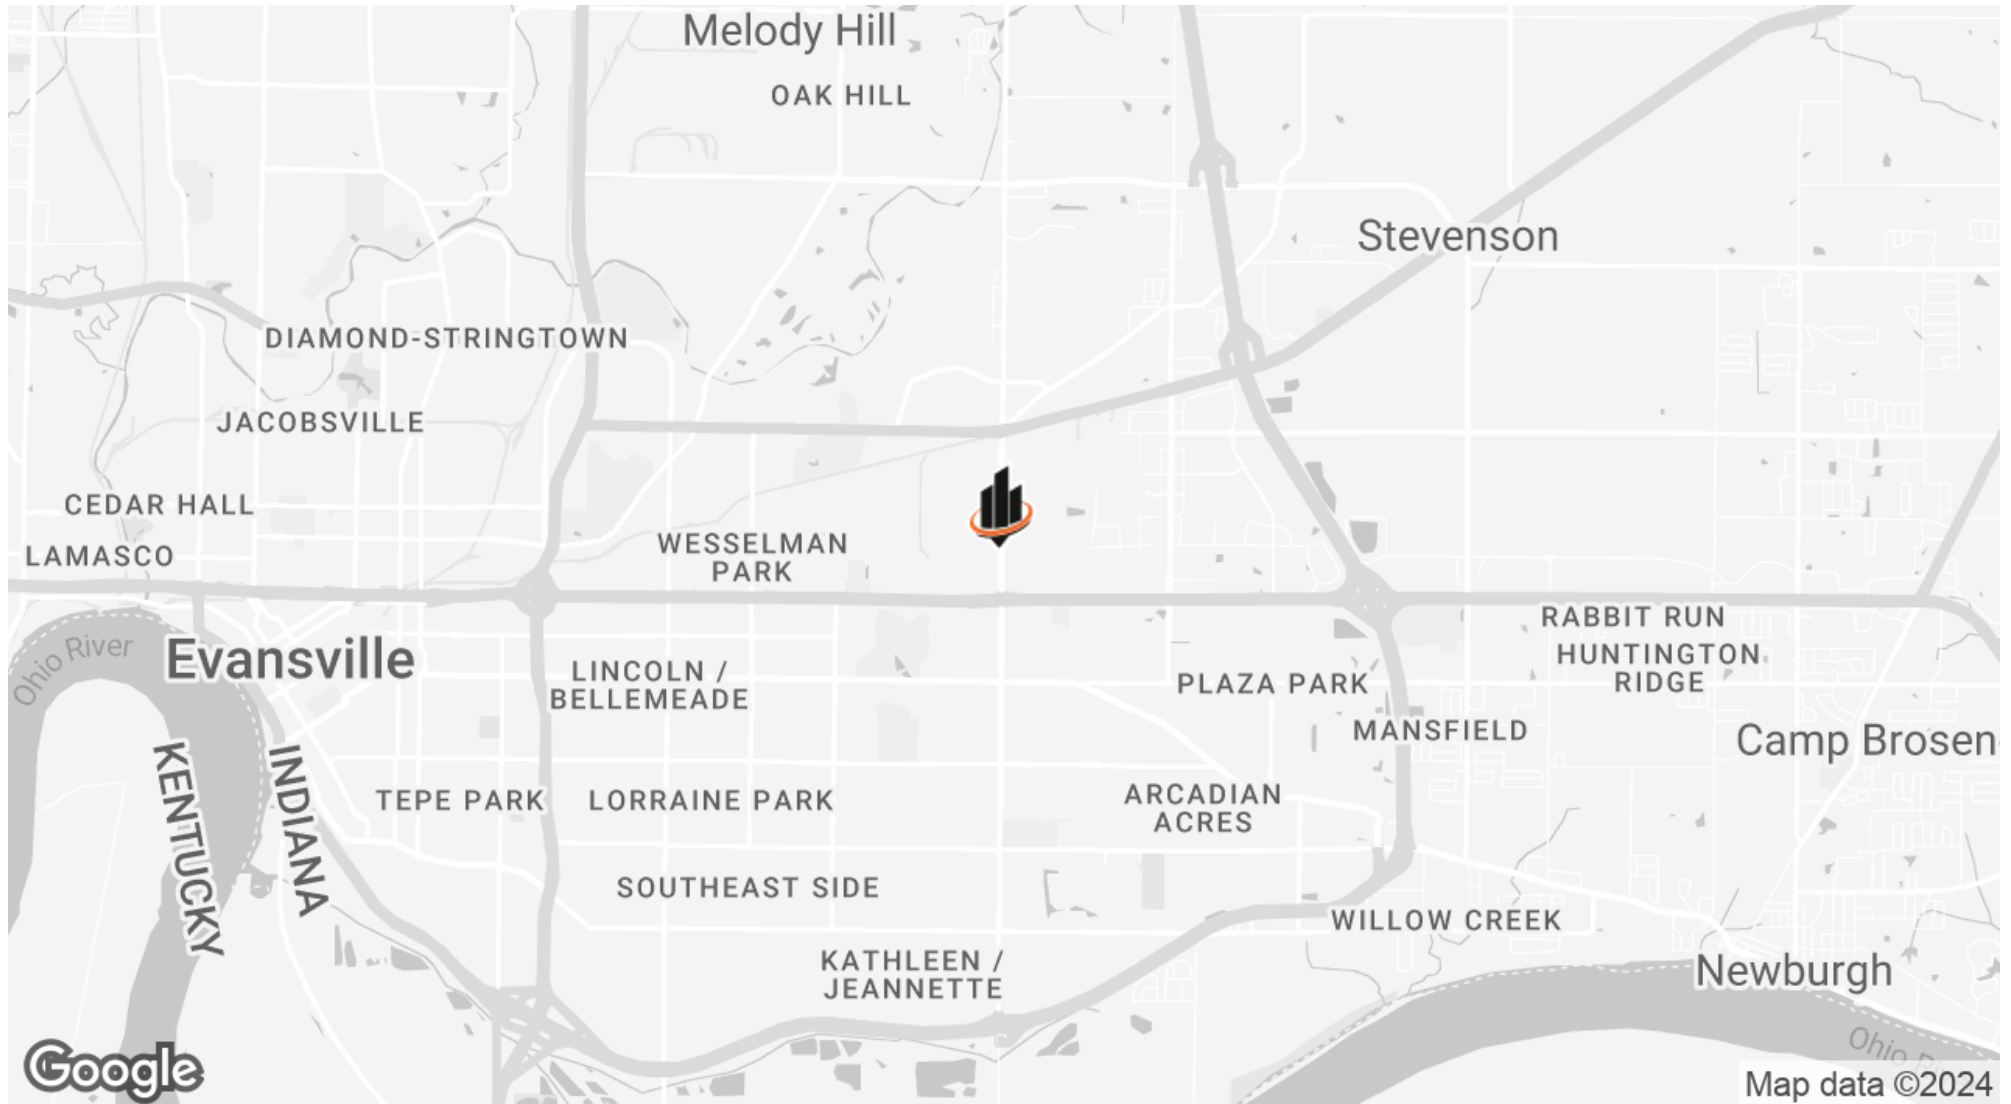 Melody Hill
OAK HILL
Stevenson
DIAMOND-STRINGTOWN
JACOBSVILLE
CEDAR HALL
LAMASCO
WESSELMAN
PARK
RABBIT RUN
HUNTINGTON
RIDGE
Ohio River
Evansville
LINCOLN /
BELLEMEADE
PLAZA PARK
MANSFIELD
Camp Brosen
KENTUCKY
INDIANA
TEPE PARK
LORRAINE PARK
ARCADIAN
ACRES
SOUTHEAST SIDE
WILLOW CREEK
KATHLEEN /
JEANNETTE
Newburgh
Ohio
Google
Map data ©2024